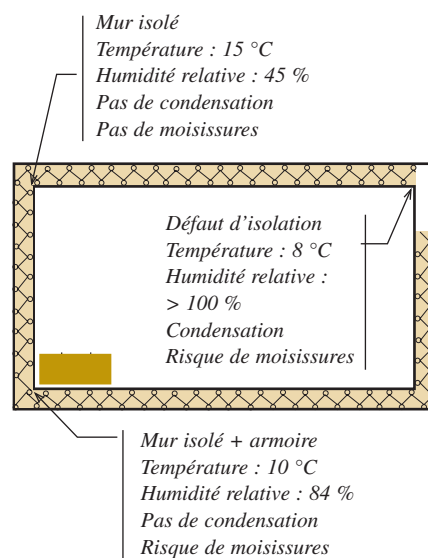 Mur isolé
Température : 15 °C
Humidité relative : 45 %
Pas de condensation
Pas de moisissures
Défaut d'isolation
Température : 8 °C
Humidité relative :
> 100 %
Condensation
Risque de moisissures
Mur isolé + armoire
Température : 10 °C
Humidité relative : 84 %
Pas de condensation
Risque de moisissures